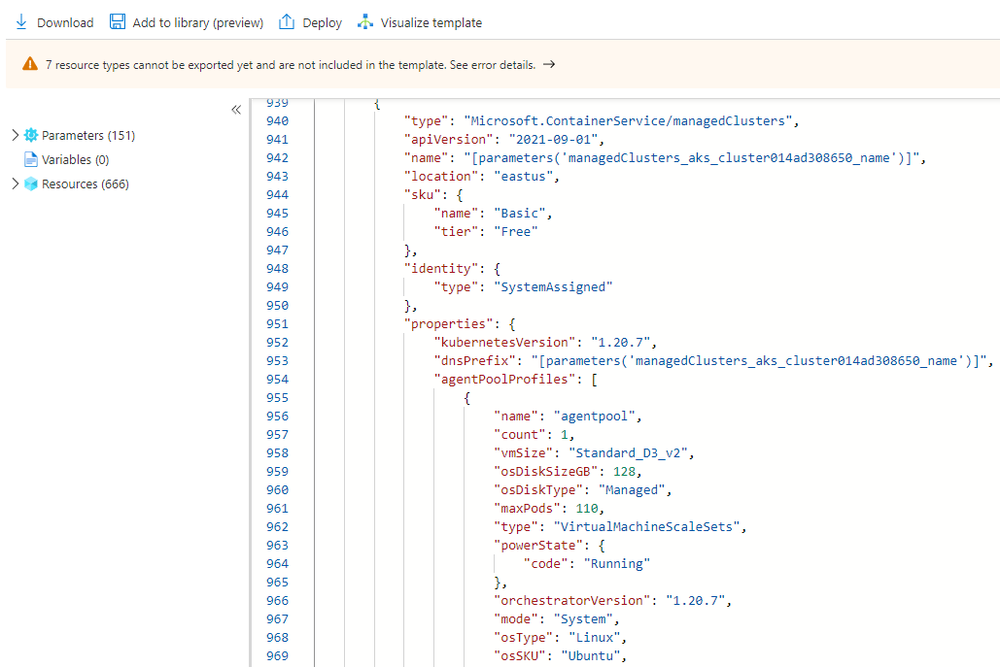 Download Add to library (preview) Deploy Visualize template
7 resource types cannot be exported yet and are not included in the template. See error details. →
«
Parameters (151)
Variables (0)
Resources (666)
939 {
940 "type": "Microsoft.ContainerService/managedClusters",
941 "apiVersion": "2021-09-01",
942 "name": "[parameters('managedClusters_aks_cluster014ad308650_name')]",
943 "location": "eastus",
944 "sku": {
945 "name": "Basic",
946 "tier": "Free"
947 },
948 "identity": {
949 "type": "SystemAssigned"
950 },
951 "properties": {
952 "kubernetesVersion": "1.20.7",
953 "dnsPrefix": "[parameters('managedClusters_aks_cluster014ad308650_name')]",
954 "agentPoolProfiles": [
955 {
956 "name": "agentpool",
957 "count": 1,
958 "vmSize": "Standard_D3_v2",
959 "osDiskSizeGB": 128,
960 "osDiskType": "Managed",
961 "maxPods": 110,
962 "type": "VirtualMachineScaleSets",
963 "powerState": {
964 "code": "Running"
965 },
966 "orchestratorVersion": "1.20.7",
967 "mode": "System",
968 "osType": "Linux",
969 "osSKU": "Ubuntu",